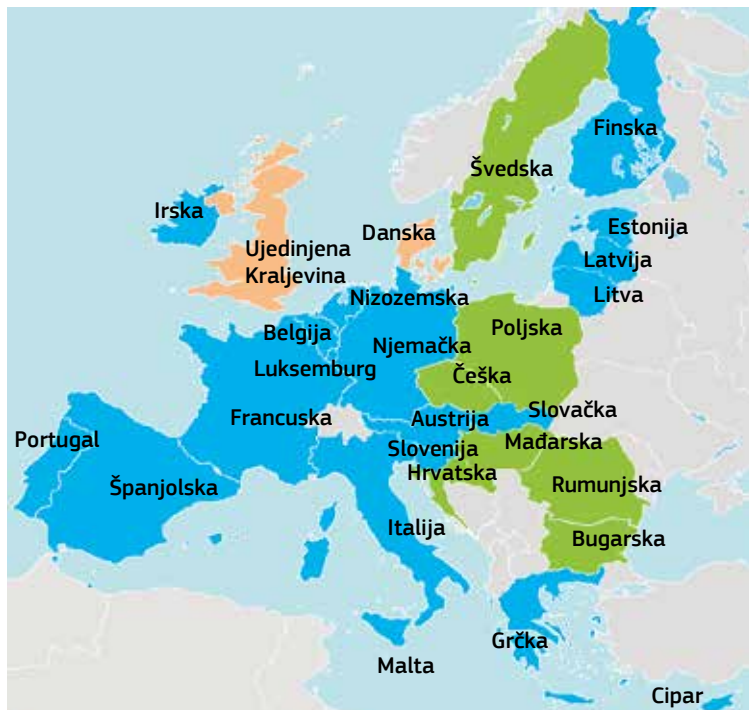 Finska
Švedska
Irska
Estonija
Danska
Ujedinjena
Kraljevina
Latvija
Litva
Nizozemska
Belgija
Poljska
Njemačka
Luksemburg
Češka
Slovačka
Francuska
Austrija
Portugal
Slovenija
Mađarska
Hrvatska
Španjolska
Rumunjska
Italija
Bugarska
Grčka
Malta
Cipar